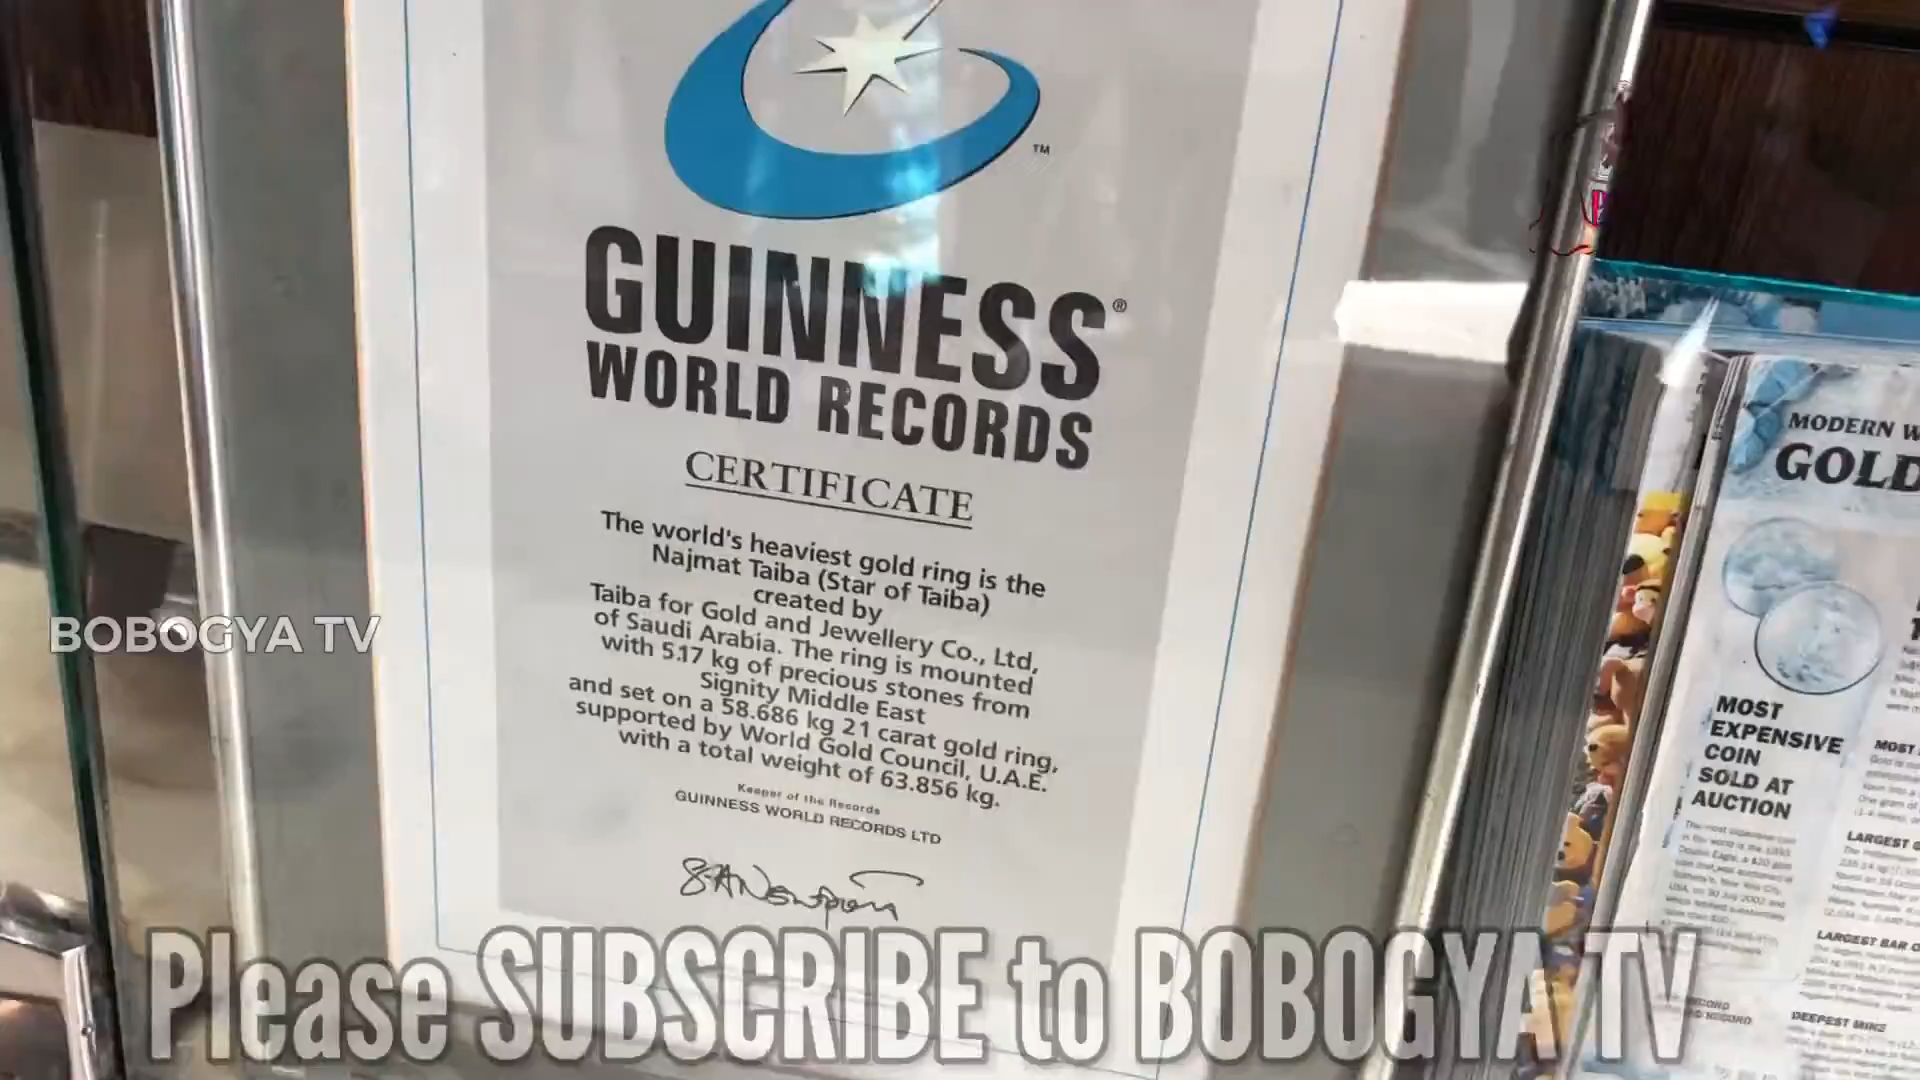 ™
GUINNESS®
WORLD RECORDS
CERTIFICATE
The world's heaviest gold ring is the
Najmat Taiba (Star of Taiba)
created by
Taiba for Gold and Jewellery Co., Ltd,
of Saudi Arabia. The ring is mounted
with 5.17 kg of precious stones from
Signity Middle East
and set on a 58.686 kg 21 carat gold ring,
supported by World Gold Council, U.A.E.
with a total weight of 63.856 kg.
Keeper of the Records
GUINNESS WORLD RECORDS LTD
BOBOGYA TV
Please SUBSCRIBE to BOBOGYA TV
MODERN W
GOLD
MOST
EXPENSIVE
COIN
SOLD AT
AUCTION
MOST
LARGEST
LARGEST BAR O
DEEPEST MINE